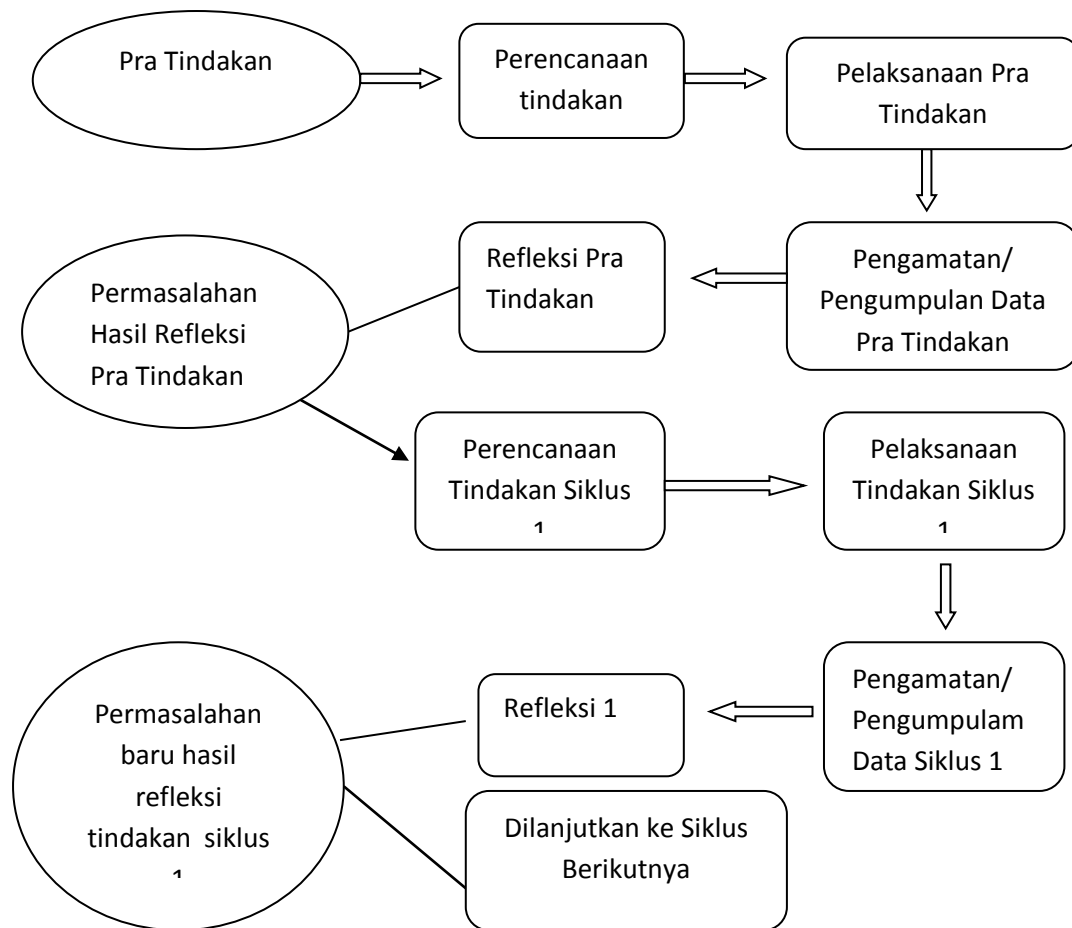 Pra Tindakan
Perencanaan
tindakan
Pelaksanaan Pra
Tindakan
Permasalahan
Hasil Refleksi
Pra Tindakan
Refleksi Pra
Tindakan
Pengamatan/
Pengumpulan Data
Pra Tindakan
Perencanaan
Tindakan Siklus
1
Pelaksanaan
Tindakan Siklus
1
Permasalahan
baru hasil
refleksi
tindakan siklus
1
Refleksi 1
Pengamatan/
Pengumpulam
Data Siklus 1
Dilanjutkan ke Siklus
Berikutnya